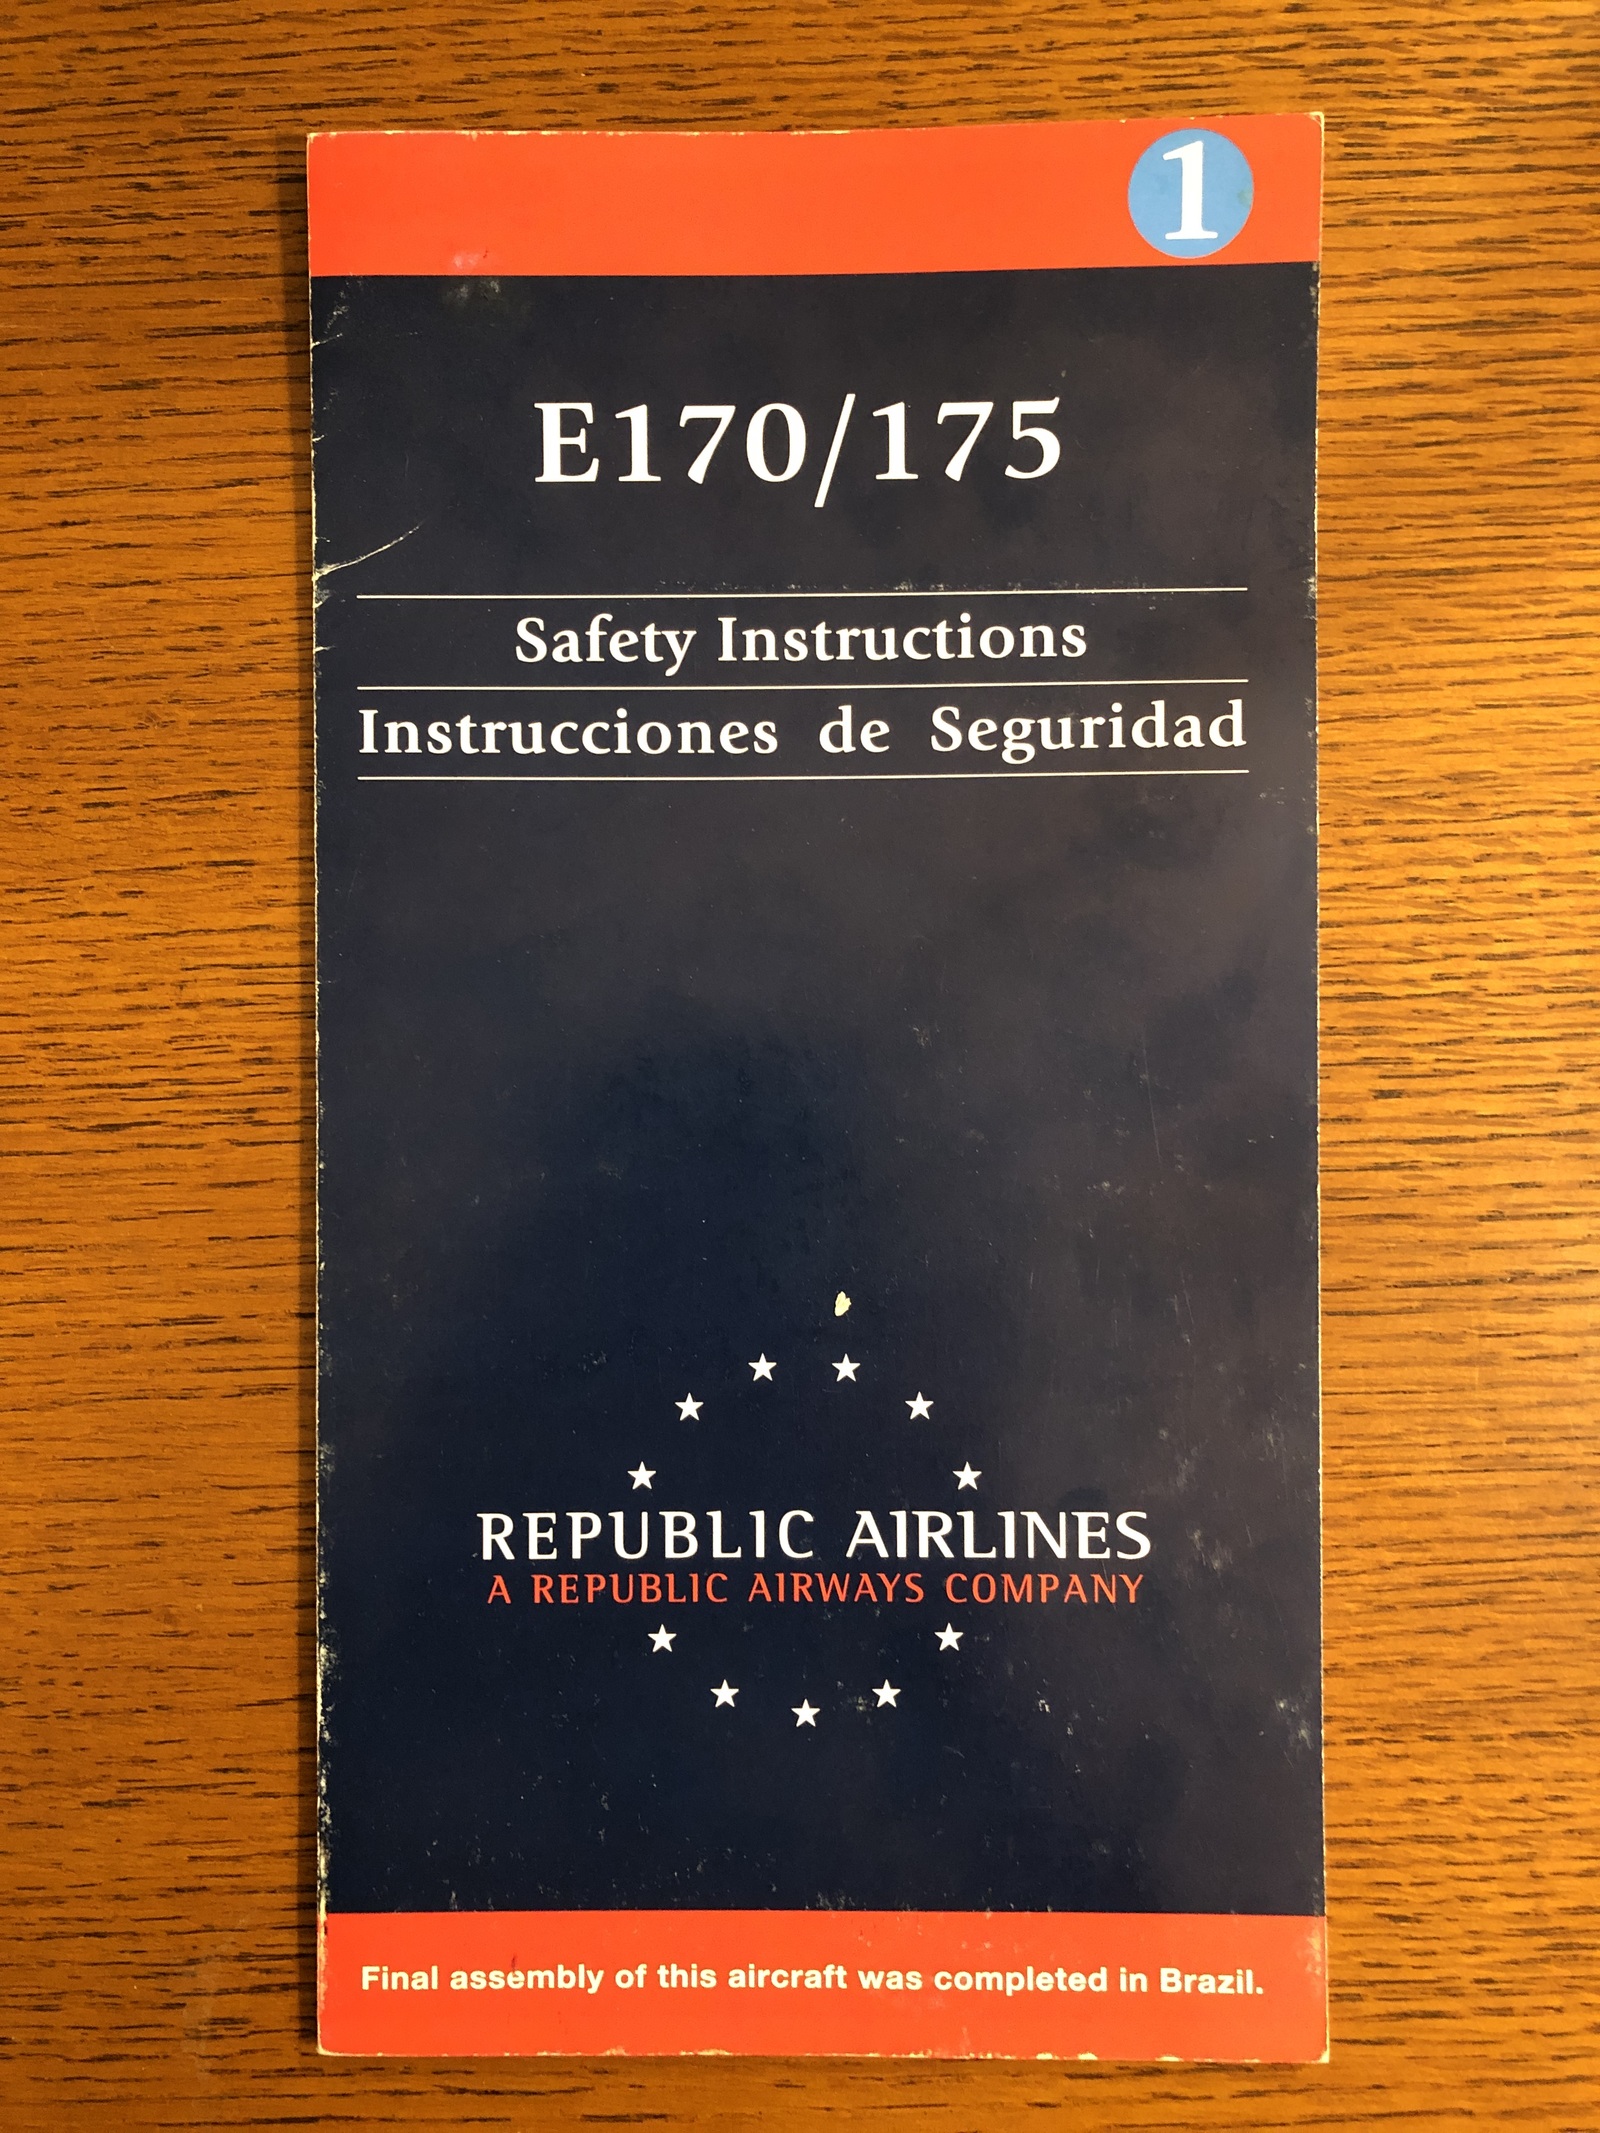 1
E170/175
Safety Instructions
Instrucciones de Seguridad
REPUBLIC AIRLINES
A REPUBLIC AIRWAYS COMPANY
Final assembly of this aircraft was completed in Brazil.